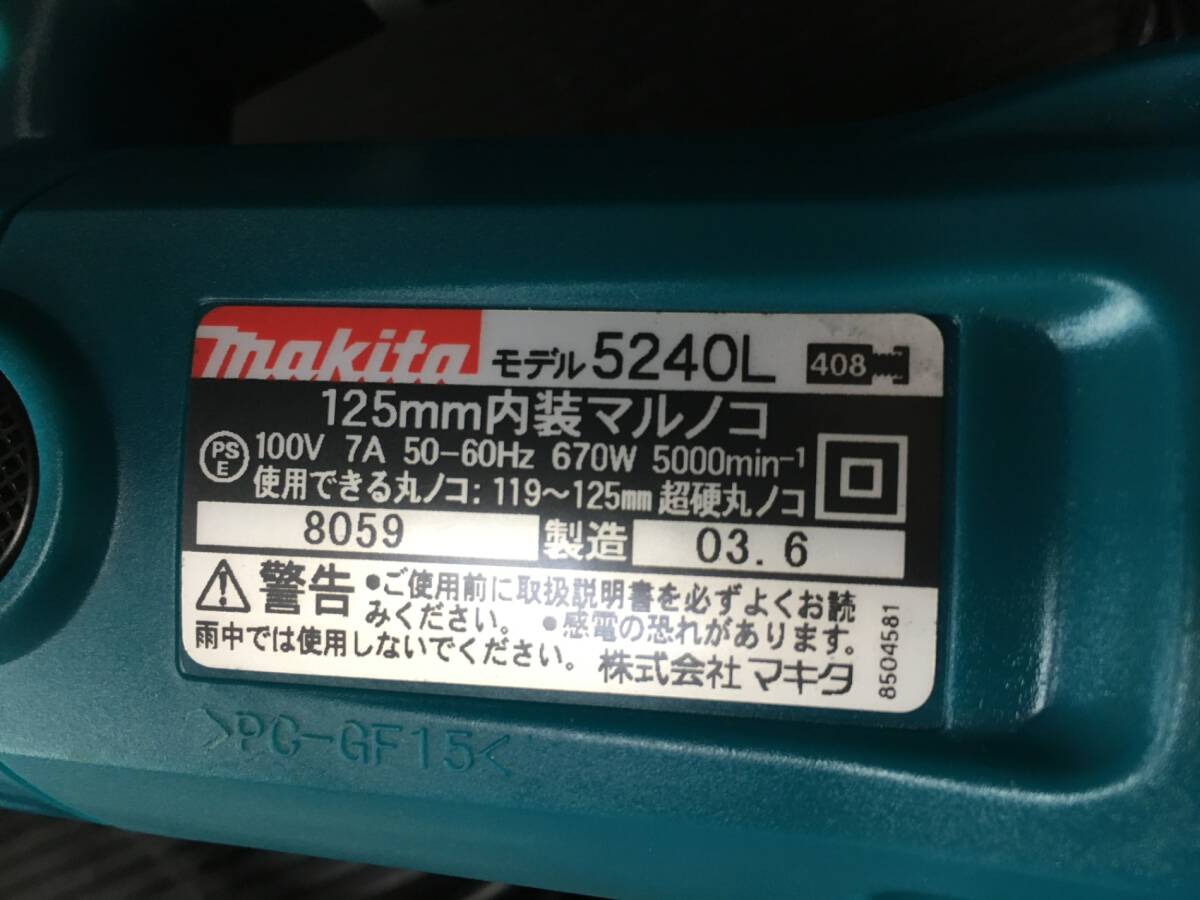 makita モデル 5240L 408
125mm内装マルノコ
PSE 100V 7A 50-60Hz 670W 5000min-1
使用できる丸ノコ: 119～125mm 超硬丸ノコ
8059 製造 03.6
警告 •ご使用前に取扱説明書を必ずよくお読
みください。 •感電の恐れがあります。
雨中では使用しないでください。 株式会社マキタ
8504581
>PC-GF15<